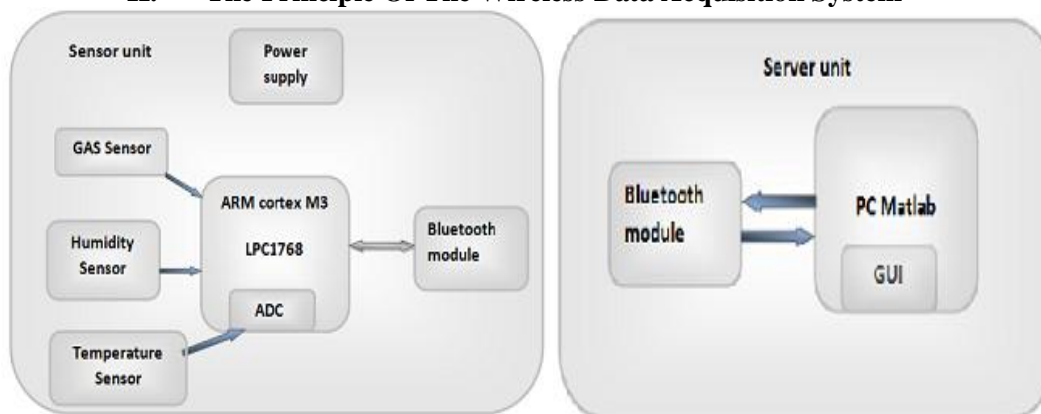 II. The Principle Of The Wireless Data Acquisition System
Sensor unit
Power
supply
GAS Sensor
ARM cortex M3
LPC1768
Humidity
Sensor
ADC
Temperature
Sensor
Bluetooth
module
Server unit
Bluetooth
module
PC Matlab
GUI